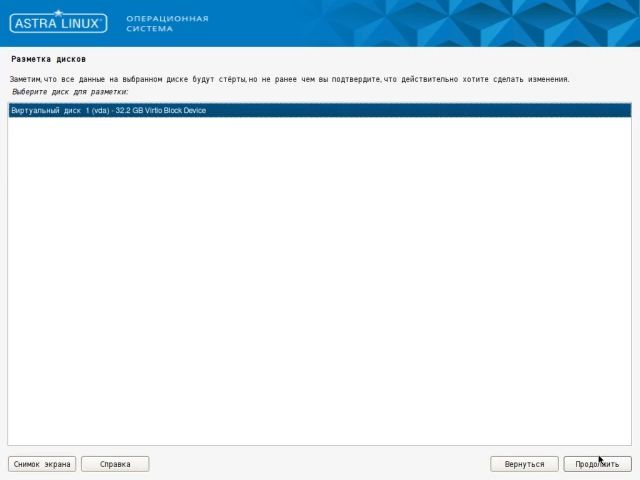 ASTRA LINUX®
ОПЕРАЦИОННАЯ
СИСТЕМА
Разметка дисков
Заметим, что все данные на выбранном диске будут стёрты, но не ранее чем вы подтвердите, что действительно хотите сделать изменения.
Выберите диск для разметки:
Виртуальный диск 1 (vda) - 32.2 GB Virtio Block Device
Снимок экрана
Справка
Вернуться
Продолжить